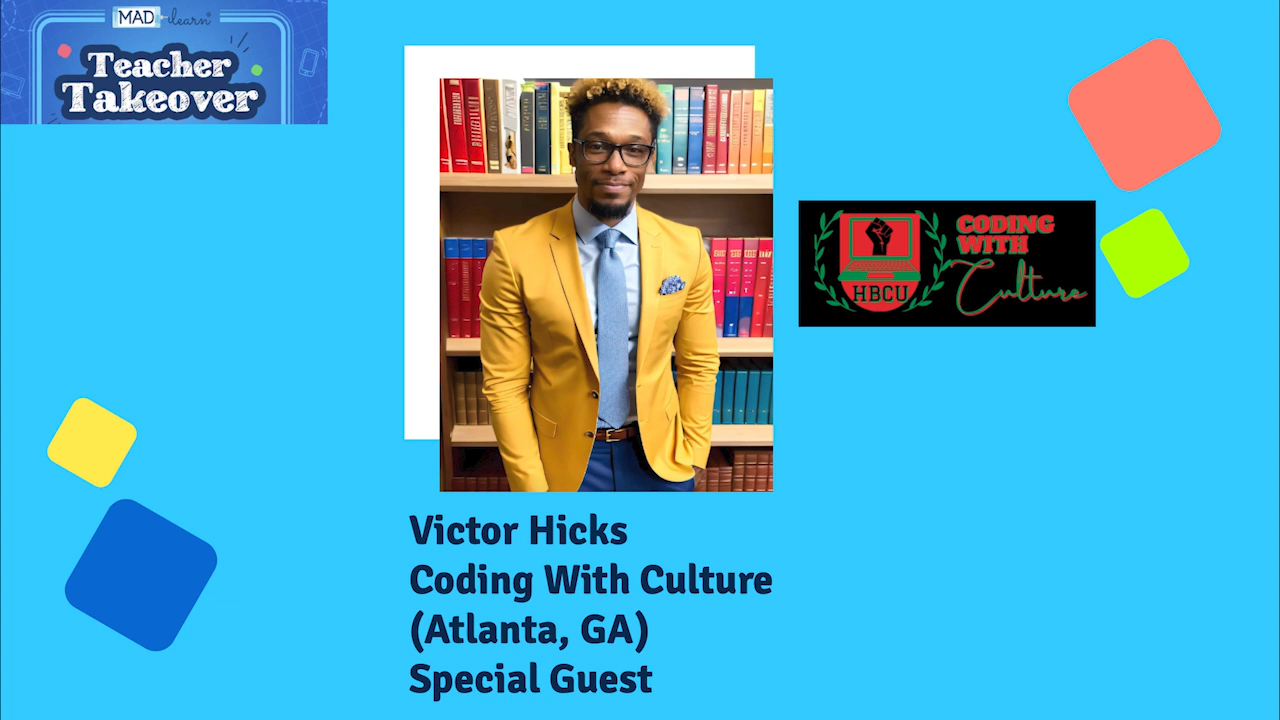 MAD learn
Teacher
Takeover
CODING
WITH
Culture
HBCU
Victor Hicks
Coding With Culture
(Atlanta, GA)
Special Guest